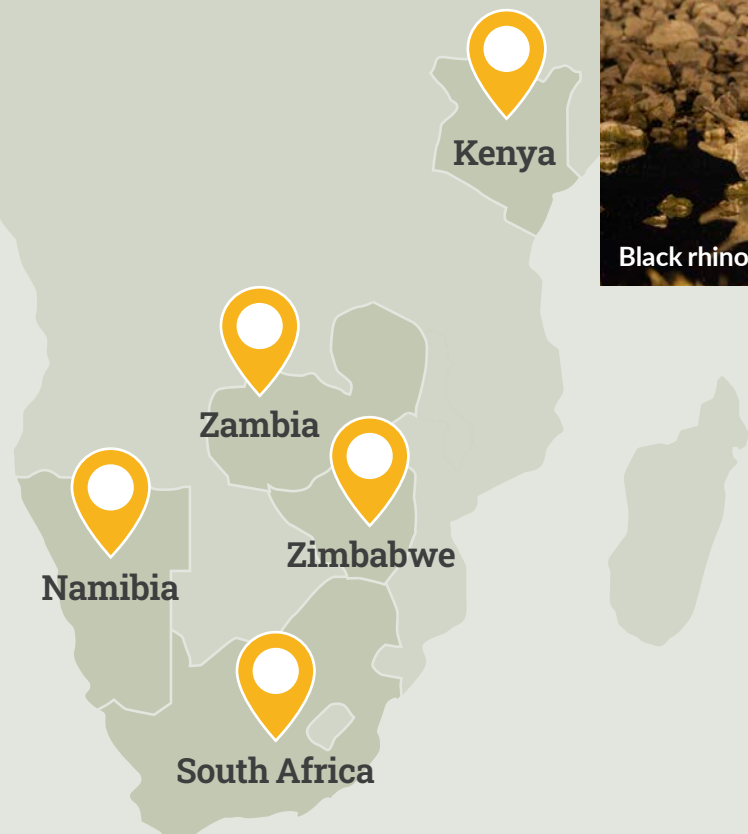 Kenya
Black rhino
Zambia
Zimbabwe
Namibia
South Africa